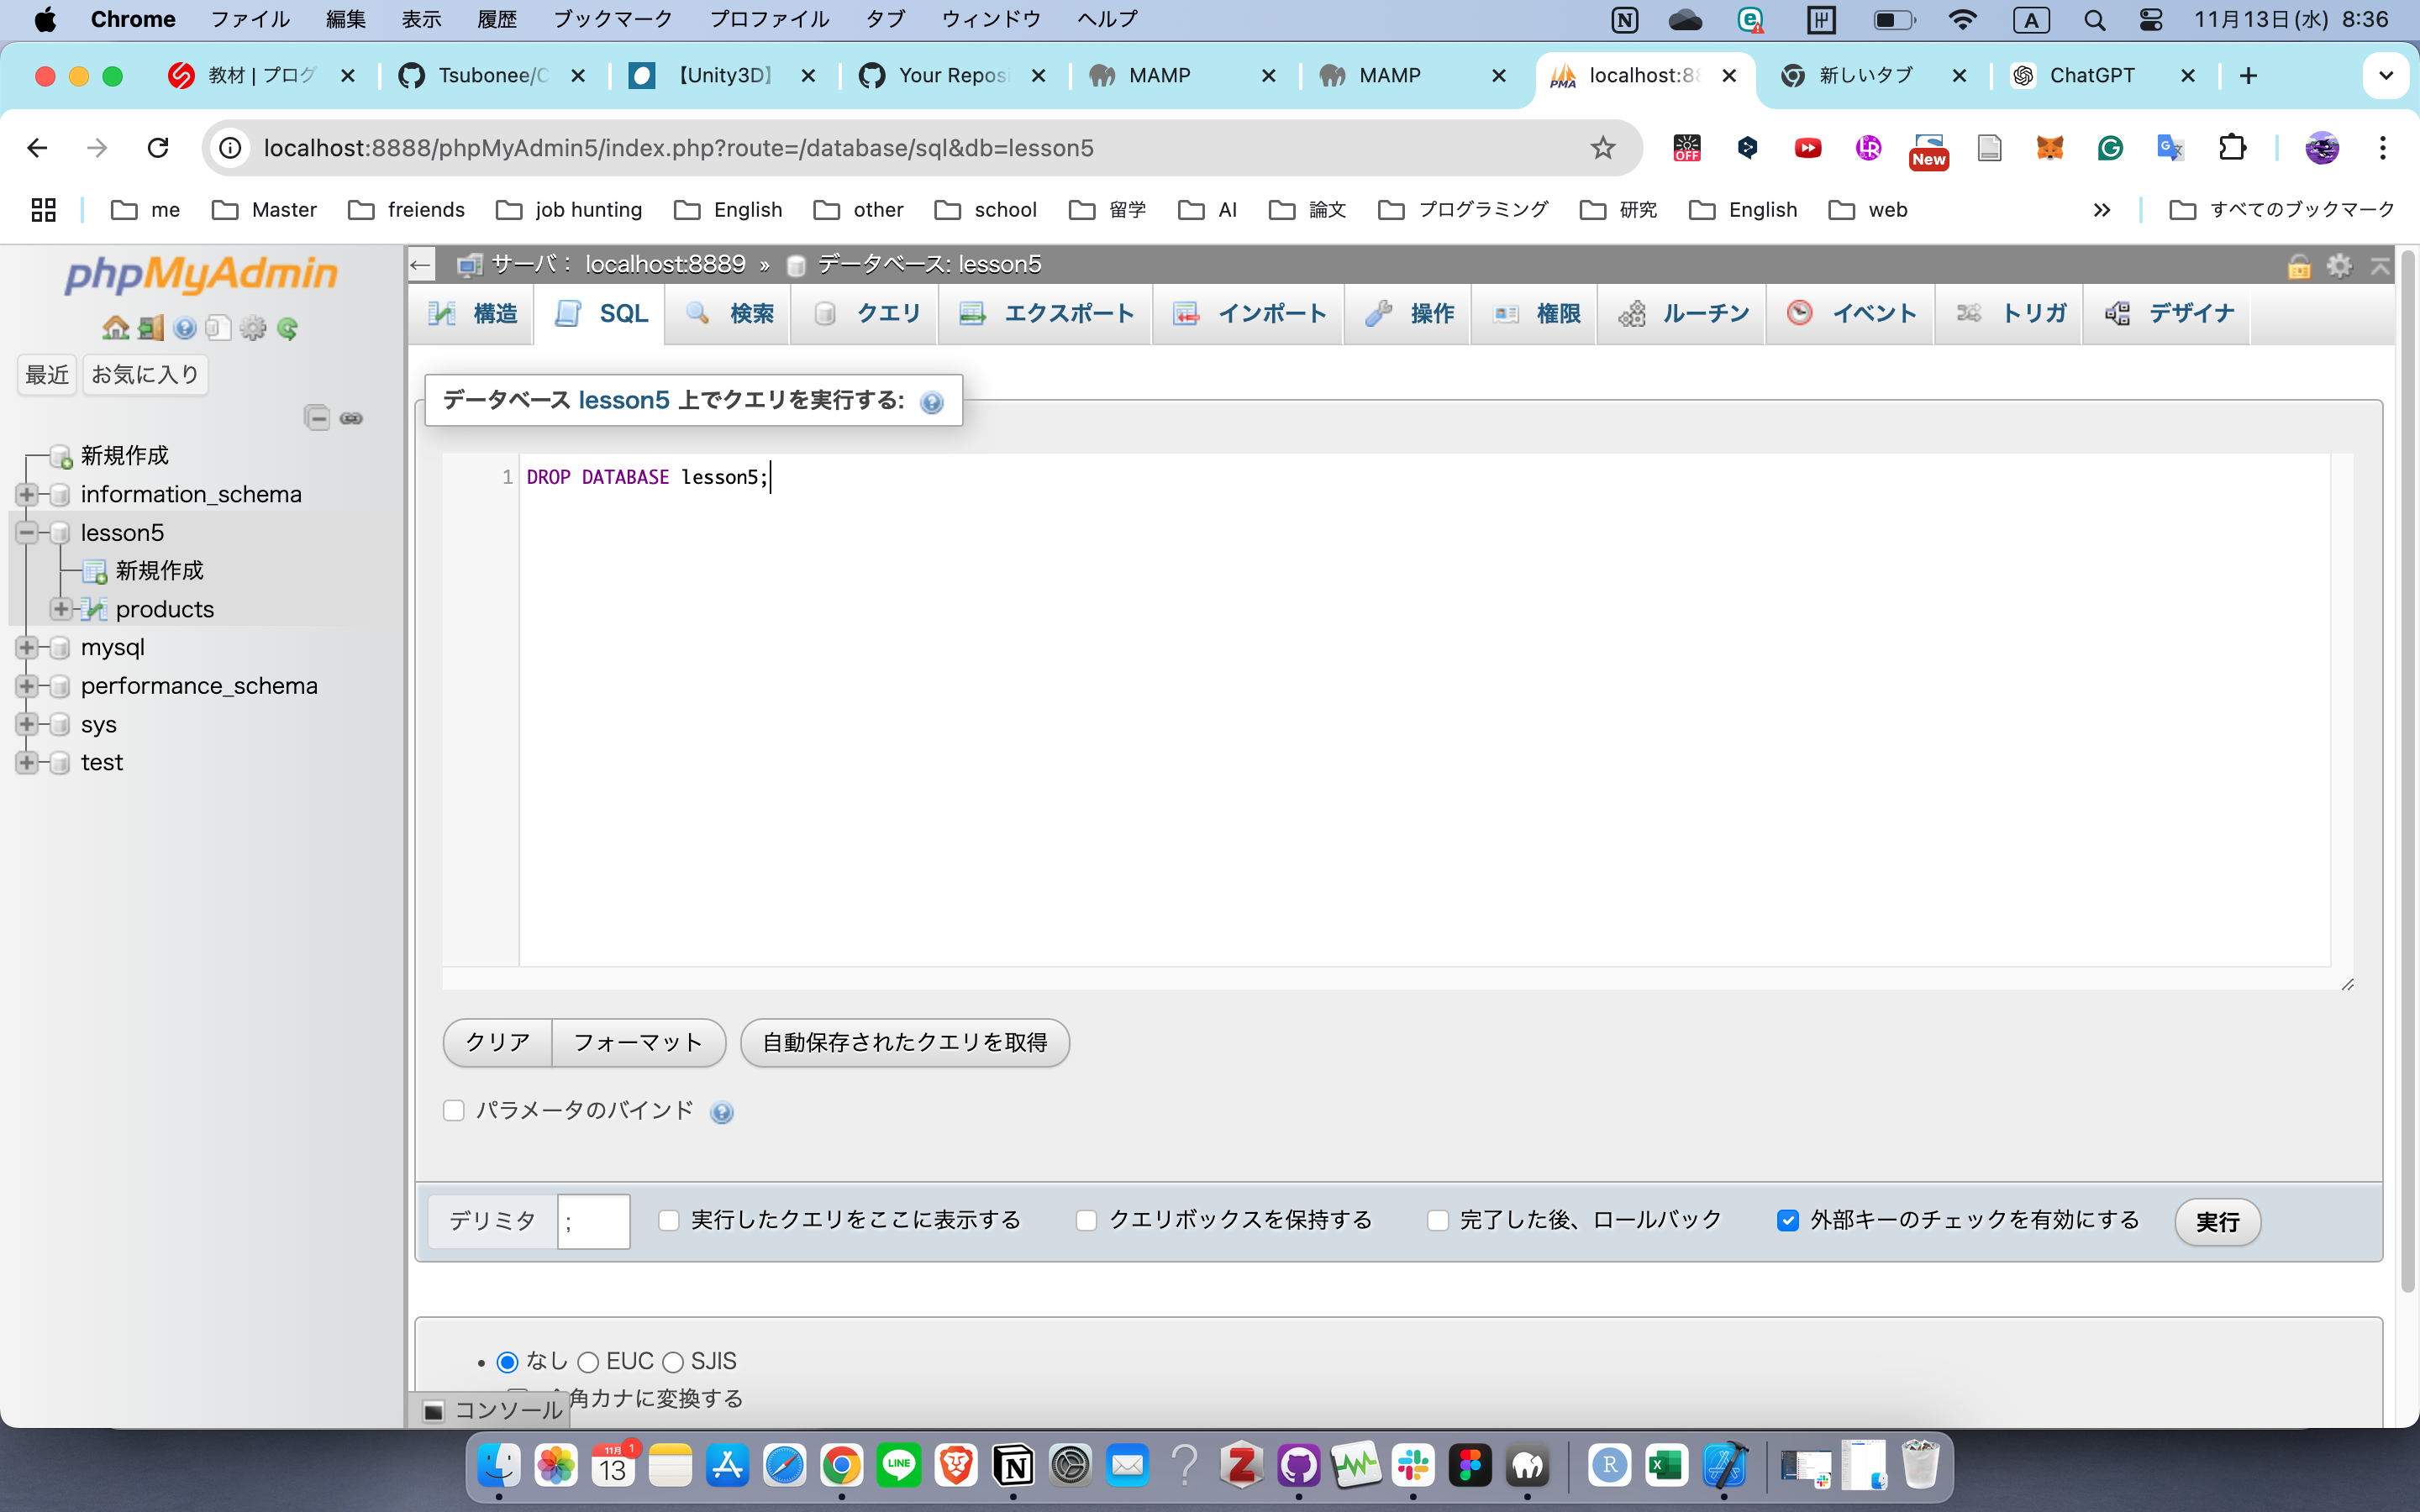 Chrome ファイル 編集 表示 履歴 ブックマーク プロファイル タブ ウィンドウ ヘルプ A 11月13日(水) 8:36
教材 | プログ Tsubonee/C 【Unity3D】 Your Reposi MAMP MAMP PMA localhost:88 新しいタブ ChatGPT
localhost:8888/phpMyAdmin5/index.php?route=/database/sql&db=lesson5 OFF New
me Master freiends job hunting English other school 留学 AI 論文 プログラミング 研究 English web すべてのブックマーク
phpMyAdmin
最近 お気に入り
新規作成
information_schema
lesson5
新規作成
products
mysql
performance_schema
sys
test
サーバ: localhost:8889 » データベース: lesson5
構造 SQL 検索 クエリ エクスポート インポート 操作 権限 ルーチン イベント トリガ デザイナ
データベース lesson5 上でクエリを実行する:
1 DROP DATABASE lesson5;
クリア フォーマット 自動保存されたクエリを取得
パラメータのバインド
デリミタ ; 実行したクエリをここに表示する クエリボックスを保持する 完了した後、ロールバック 外部キーのチェックを有効にする 実行
• なし EUC SJIS
角カナに変換する
コンソール
11月 1
13 LINE N Z R X